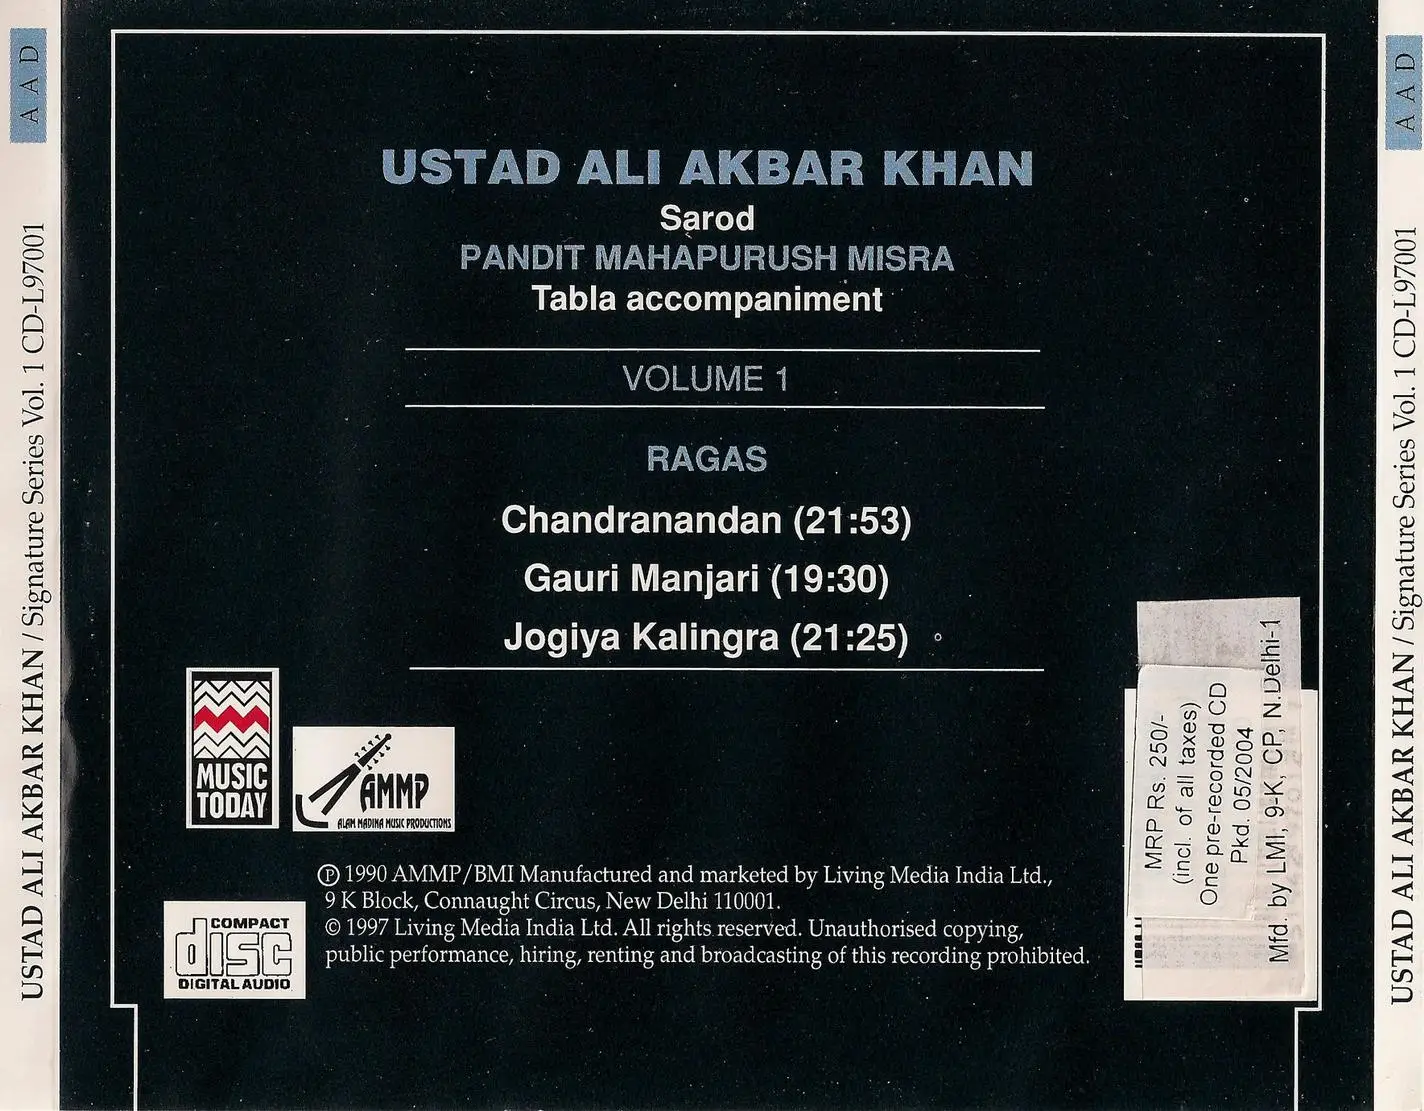 A A D
USTAD ALI AKBAR KHAN / Signature Series Vol. 1 CD-L97001
USTAD ALI AKBAR KHAN
Sarod
PANDIT MAHAPURUSH MISRA
Tabla accompaniment
VOLUME 1
RAGAS
Chandranandan (21:53)
Gauri Manjari (19:30)
Jogiya Kalingra (21:25)
MUSIC
TODAY
AMMP
ALAM MADINA MUSIC PRODUCTIONS
COMPACT
disc
DIGITAL AUDIO
℗ 1990 AMMP/BMI Manufactured and marketed by Living Media India Ltd.,
9 K Block, Connaught Circus, New Delhi 110001.
© 1997 Living Media India Ltd. All rights reserved. Unauthorised copying,
public performance, hiring, renting and broadcasting of this recording prohibited.
MRP Rs. 250/-
(incl. of all taxes)
One pre-recorded CD
Pkd. 05/2004
Mfd. by LMI, 9-K, CP, N.Delhi-1
A A D
USTAD ALI AKBAR KHAN / Signature Series Vol. 1 CD-L97001